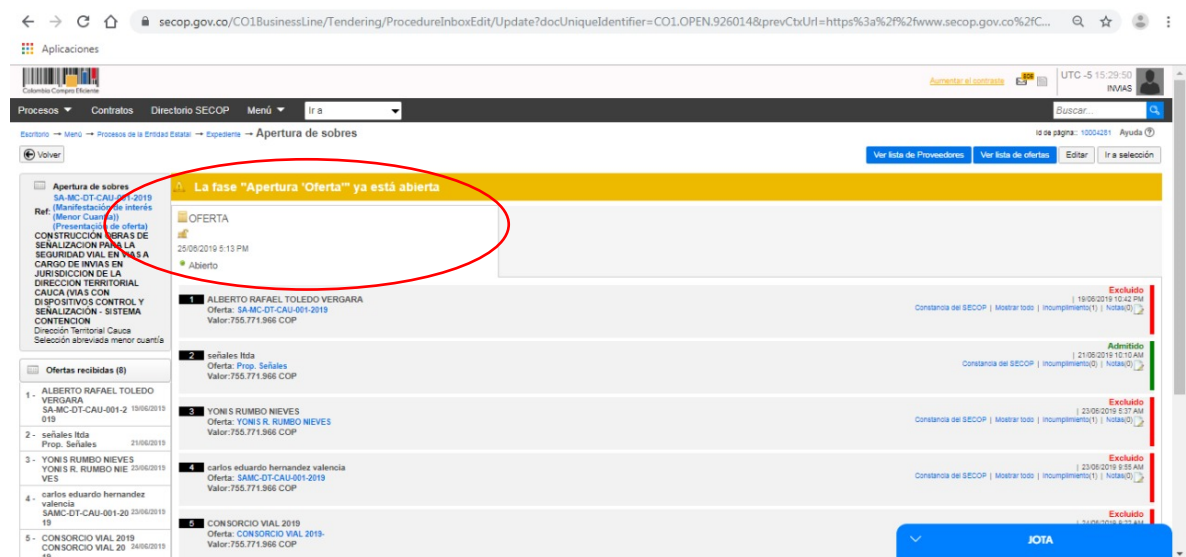 secop.gov.co/CO1BusinessLine/Tendering/ProcedureInboxEdit/Update?docUniqueIdentifier=CO1.OPEN.926014&prevCtxUrl=https%3a%2f%2fwww.secop.gov.co%2fC...
Aplicaciones
Colombia Compra Eficiente
Aumentar el contraste
UTC -5 15:29:50
INVIAS
Procesos Contratos Directorio SECOP Menú Ir a Buscar...
Escritorio → Menú → Procesos de la Entidad Estatal → Expediente → Apertura de sobres
Id de página:: 10004281 Ayuda
Volver
Ver lista de Proveedores Ver lista de ofertas Editar Ir a selección
Apertura de sobres
SA-MC-DT-CAU-001-2019
Ref: (Manifestación de interés
(Menor Cuantía))
(Presentación de oferta)
CONSTRUCCIÓN OBRAS DE
SEÑALIZACION PARA LA
SEGURIDAD VIAL EN VIAS A
CARGO DE INVIAS EN
JURISDICCION DE LA
DIRECCION TERRITORIAL
CAUCA (VIAS CON
DISPOSITIVOS CONTROL Y
SEÑALIZACIÓN - SISTEMA
CONTENCION
Dirección Territorial Cauca
Selección abreviada menor cuantía
Ofertas recibidas (8)
1 - ALBERTO RAFAEL TOLEDO
VERGARA
SA-MC-DT-CAU-001-2 19/06/2019
019
2 - señales ltda
Prop. Señales 21/06/2019
3 - YONIS RUMBO NIEVES
YONIS R. RUMBO NIE 23/06/2019
VES
4 - carlos eduardo hernandez
valencia
SAMC-DT-CAU-001-20 23/06/2019
19
5 - CONSORCIO VIAL 2019
CONSORCIO VIAL 20 24/06/2019
19
La fase "Apertura 'Oferta'" ya está abierta
OFERTA
25/06/2019 5:13 PM
Abierto
1 ALBERTO RAFAEL TOLEDO VERGARA
Oferta: SA-MC-DT-CAU-001-2019
Valor:755.771.966 COP
Excluido
| 19/06/2019 10:42 PM
Constancia del SECOP | Mostrar todo | Incumplimiento(1) | Notas(0)
2 señales ltda
Oferta: Prop. Señales
Valor:755.771.966 COP
Admitido
| 21/06/2019 10:10 AM
Constancia del SECOP | Incumplimiento(0) | Notas(0)
3 YONIS RUMBO NIEVES
Oferta: YONIS R. RUMBO NIEVES
Valor:755.771.966 COP
Excluido
| 23/06/2019 5:37 AM
Constancia del SECOP | Mostrar todo | Incumplimiento(1) | Notas(0)
4 carlos eduardo hernandez valencia
Oferta: SAMC-DT-CAU-001-2019
Valor:755.771.966 COP
Excluido
| 23/06/2019 9:55 AM
Constancia del SECOP | Mostrar todo | Incumplimiento(1) | Notas(0)
5 CONSORCIO VIAL 2019
Oferta: CONSORCIO VIAL 2019-
Valor:755.771.966 COP
Excluido
JOTA